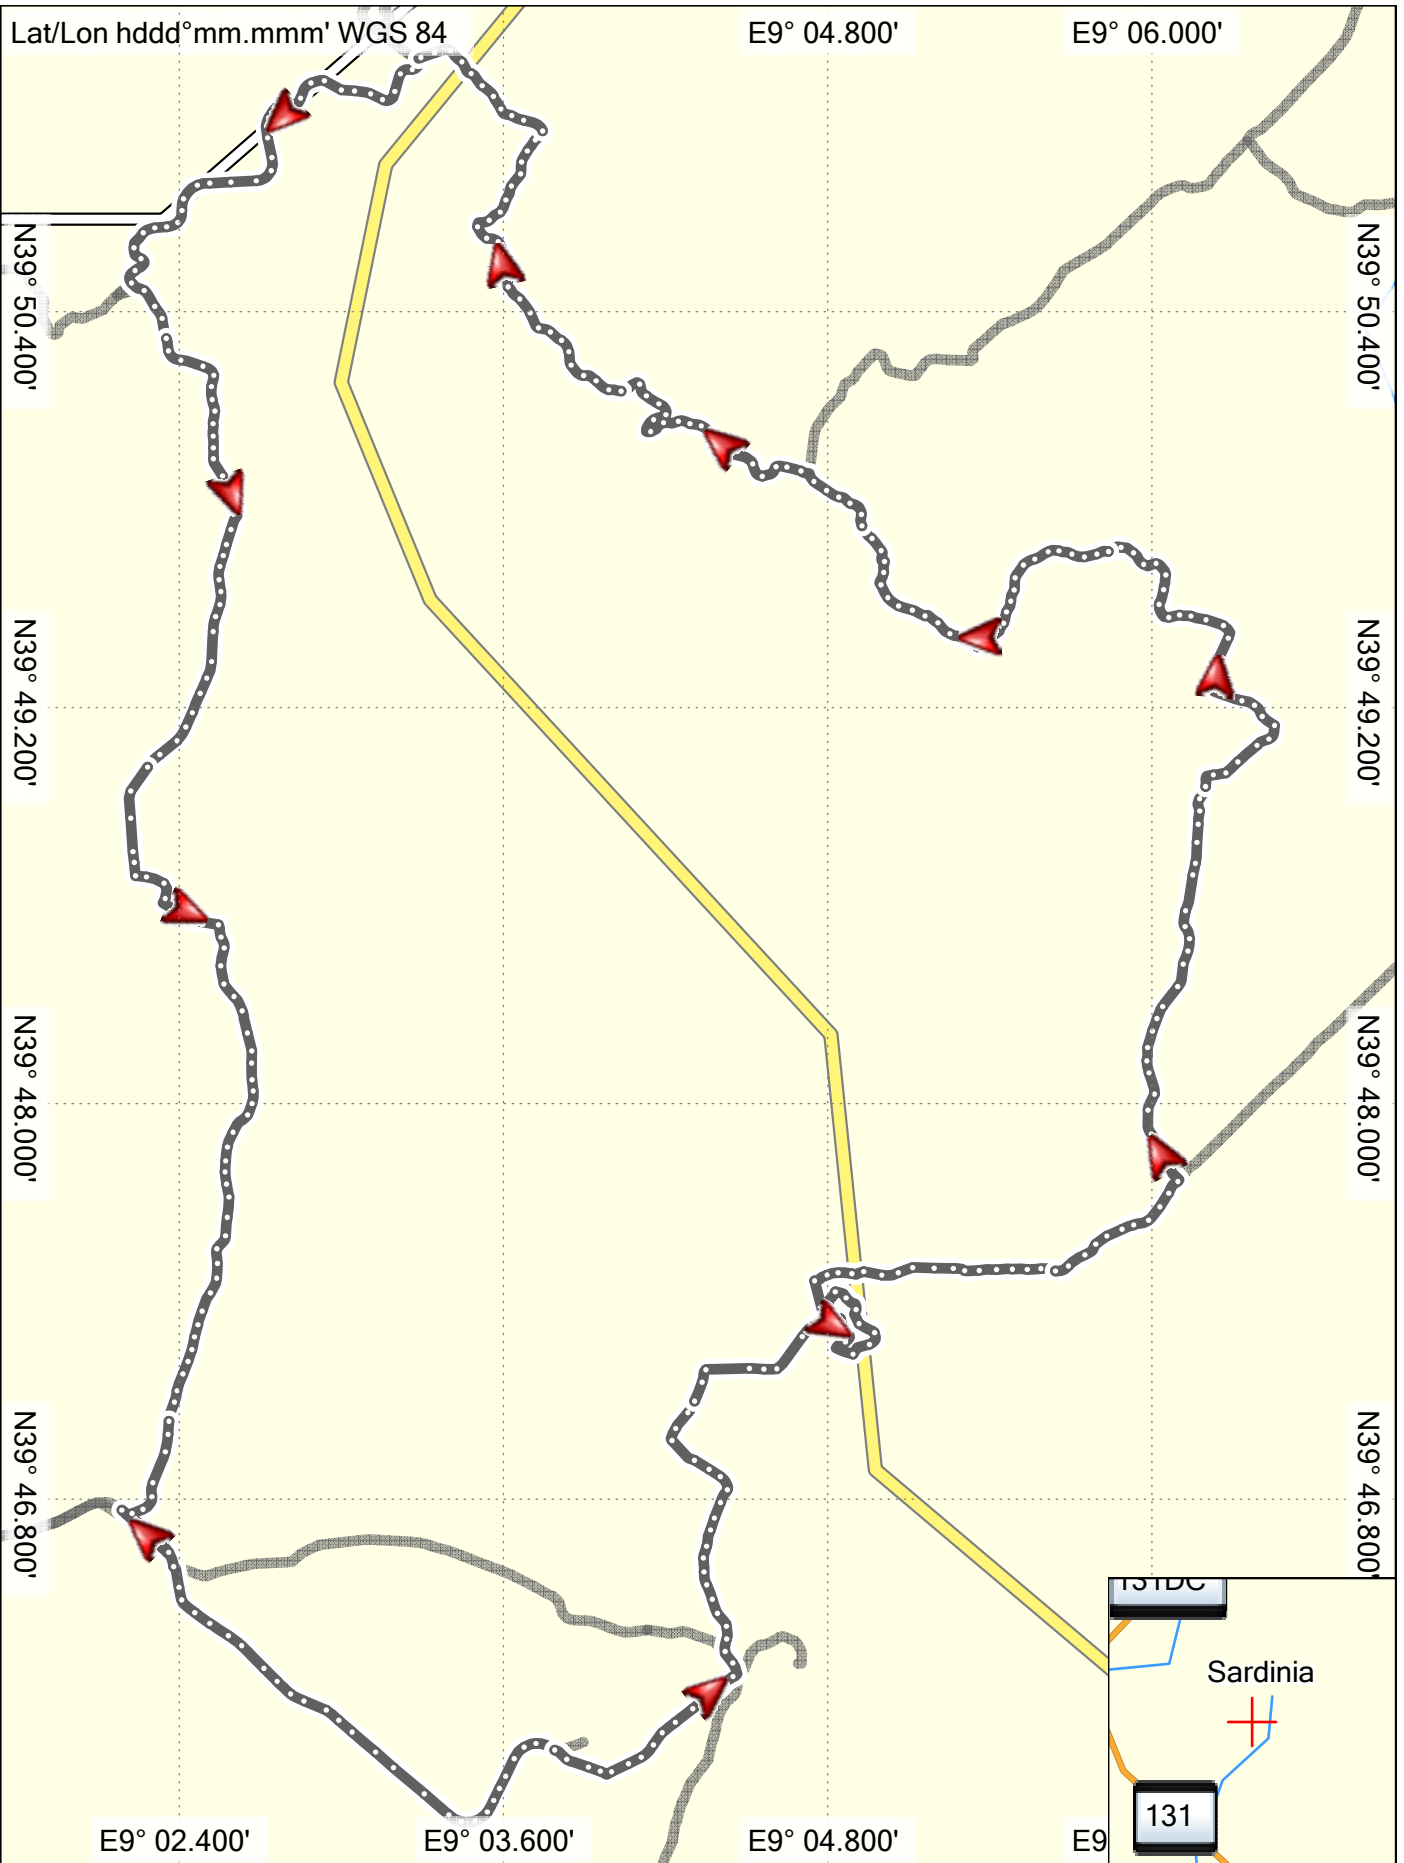 Lat/Lon hddd°mm.mmm' WGS 84
E9° 04.800'
E9° 06.000'
N39° 50.400'
N39° 50.400'
N39° 49.200'
N39° 49.200'
N39° 48.000'
N39° 48.000'
N39° 46.800'
N39° 46.800'
131DC
Sardinia
131
E9° 02.400'
E9° 03.600'
E9° 04.800'
E9